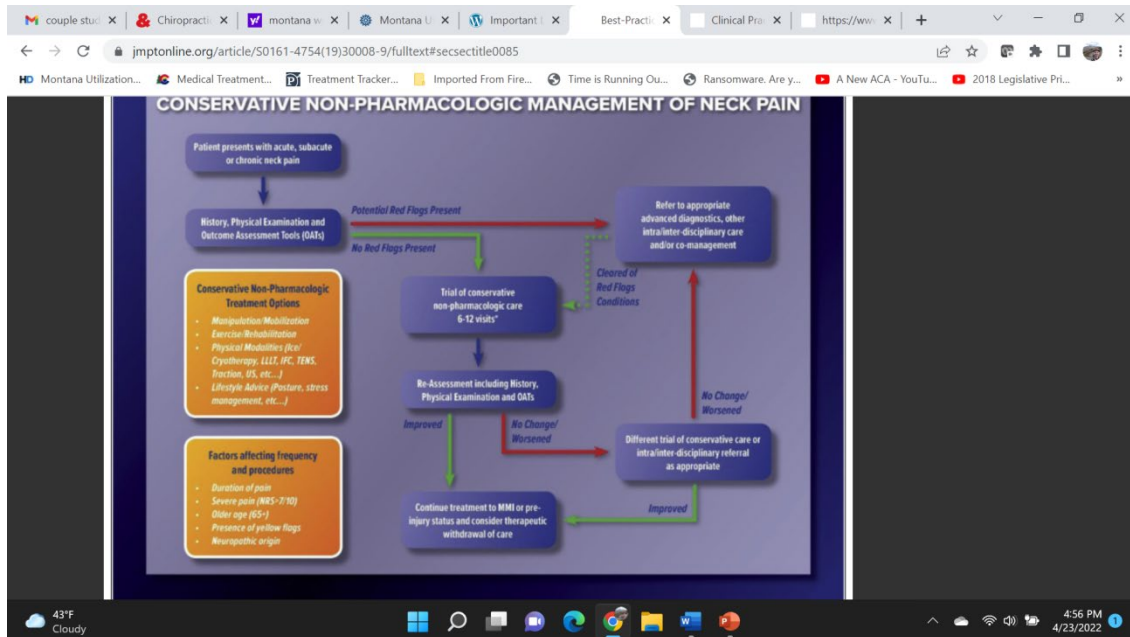 couple stud
Chiropracti
montana w
Montana U
Important
Best-Practic
Clinical Pra
https://ww
jmptonline.org/article/S0161-4754(19)30008-9/fulltext#secsectitle0085
HD Montana Utilization...
Medical Treatment...
Treatment Tracker...
Imported From Fire...
Time is Running Ou...
Ransomware. Are y...
A New ACA - YouTu...
2018 Legislative Pri...
CONSERVATIVE NON-PHARMACOLOGIC MANAGEMENT OF NECK PAIN
Patient presents with acute, subacute
or chronic neck pain
History, Physical Examination and
Outcome Assessment Tools (OATs)
Potential Red Flags Present
No Red Flags Present
Refer to appropriate
advanced diagnostics, other
intra/inter-disciplinary care
and/or co-management
Cleared of
Red Flags
Conditions
Conservative Non-Pharmacologic
Treatment Options
• Manipulation/Mobilization
• Exercise/Rehabilitation
• Physical Modalities (Ice/
Cryotherapy, LLLT, IFC, TENS,
Traction, US, etc...)
• Lifestyle Advice (Posture, stress
management, etc...)
Trial of conservative
non-pharmacologic care
6-12 visits*
Re-Assessment including History,
Physical Examination and OATs
Improved
No Change/
Worsened
No Change/
Worsened
Different trial of conservative care or
intra/inter-disciplinary referral
as appropriate
Improved
Factors affecting frequency
and procedures
• Duration of pain
• Severe pain
• Older age (65+)
• Presence of yellow flags
• Neuropathic origin
Continue treatment to MMI or pre-
injury status and consider therapeutic
withdrawal of care
43°F
Cloudy
4:56 PM
4/23/2022
1